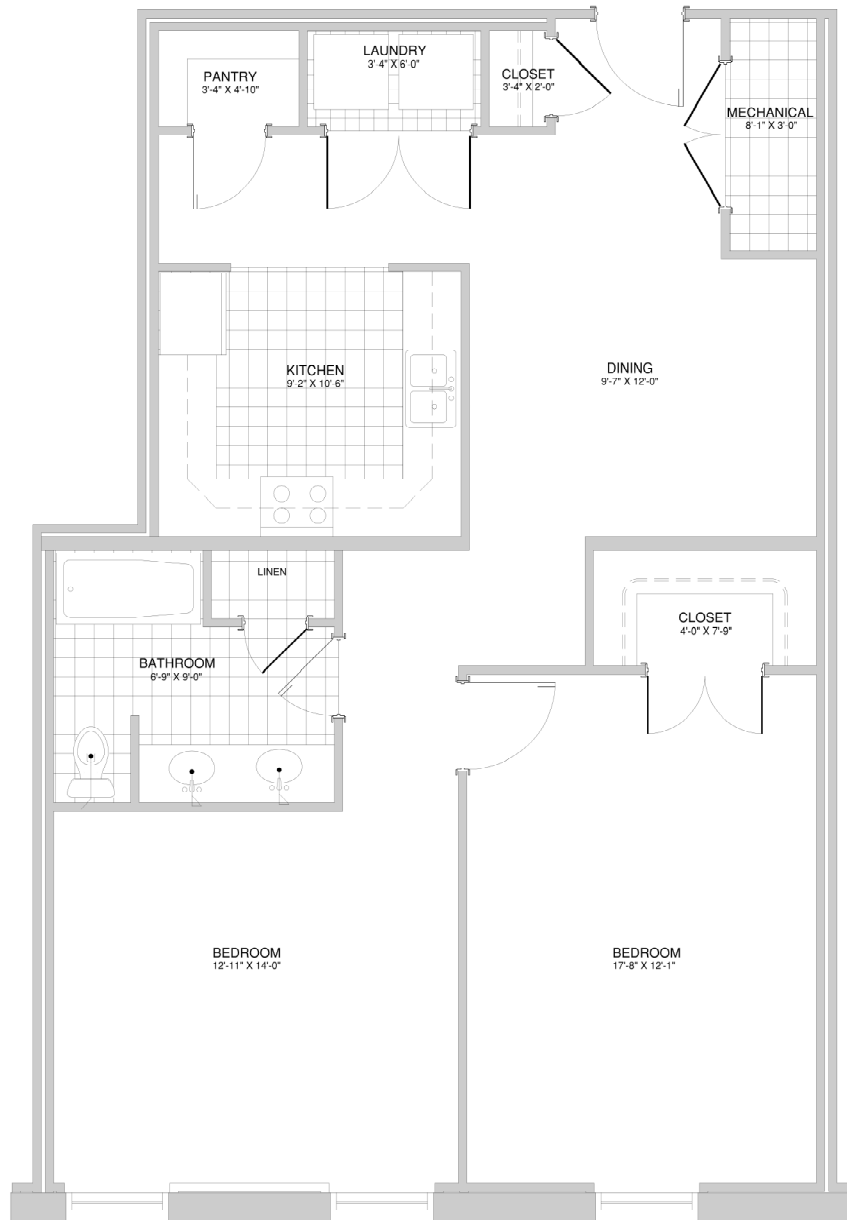 LAUNDRY
3'-4" X 6'-0"
PANTRY
3'-4" X 4'-10"
CLOSET
3'-4" X 2'-0"
MECHANICAL
8'-1" X 3'-0"
KITCHEN
9'-2" X 10'-6"
DINING
9'-7" X 12'-0"
LINEN
CLOSET
4'-0" X 7'-9"
BATHROOM
6'-9" X 9'-0"
BEDROOM
12'-11" X 14'-0"
BEDROOM
17'-8" X 12'-1"